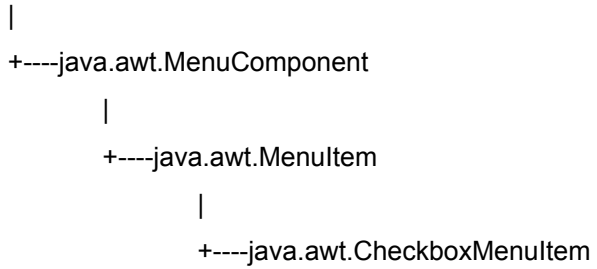 |
+----java.awt.MenuComponent
|
+----java.awt.MenuItem
|
+----java.awt.CheckboxMenuItem